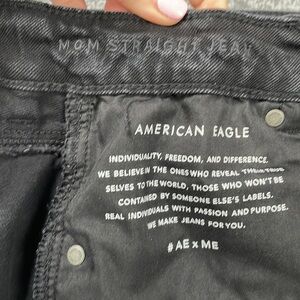 MOM STRAIGHT JEAN
AMERICAN EAGLE
INDIVIDUALITY, FREEDOM, AND DIFFERENCE.
WE BELIEVE IN THE ONES WHO REVEAL THEIR TRUE
SELVES TO THE WORLD, THOSE WHO WON'T BE
CONTAINED BY SOMEONE ELSE'S LABELS.
REAL INDIVIDUALS WITH PASSION AND PURPOSE.
WE MAKE JEANS FOR YOU.
#AExME